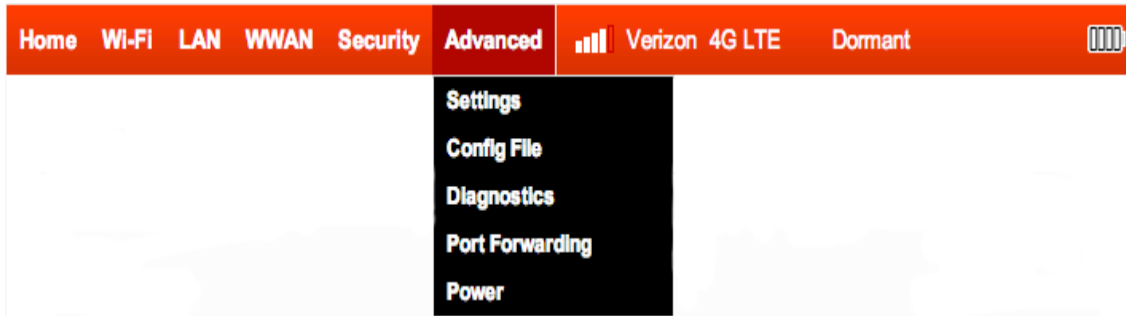 Home Wi-Fi LAN WWAN Security Advanced Verizon 4G LTE Dormant
Settings
Config File
Diagnostics
Port Forwarding
Power